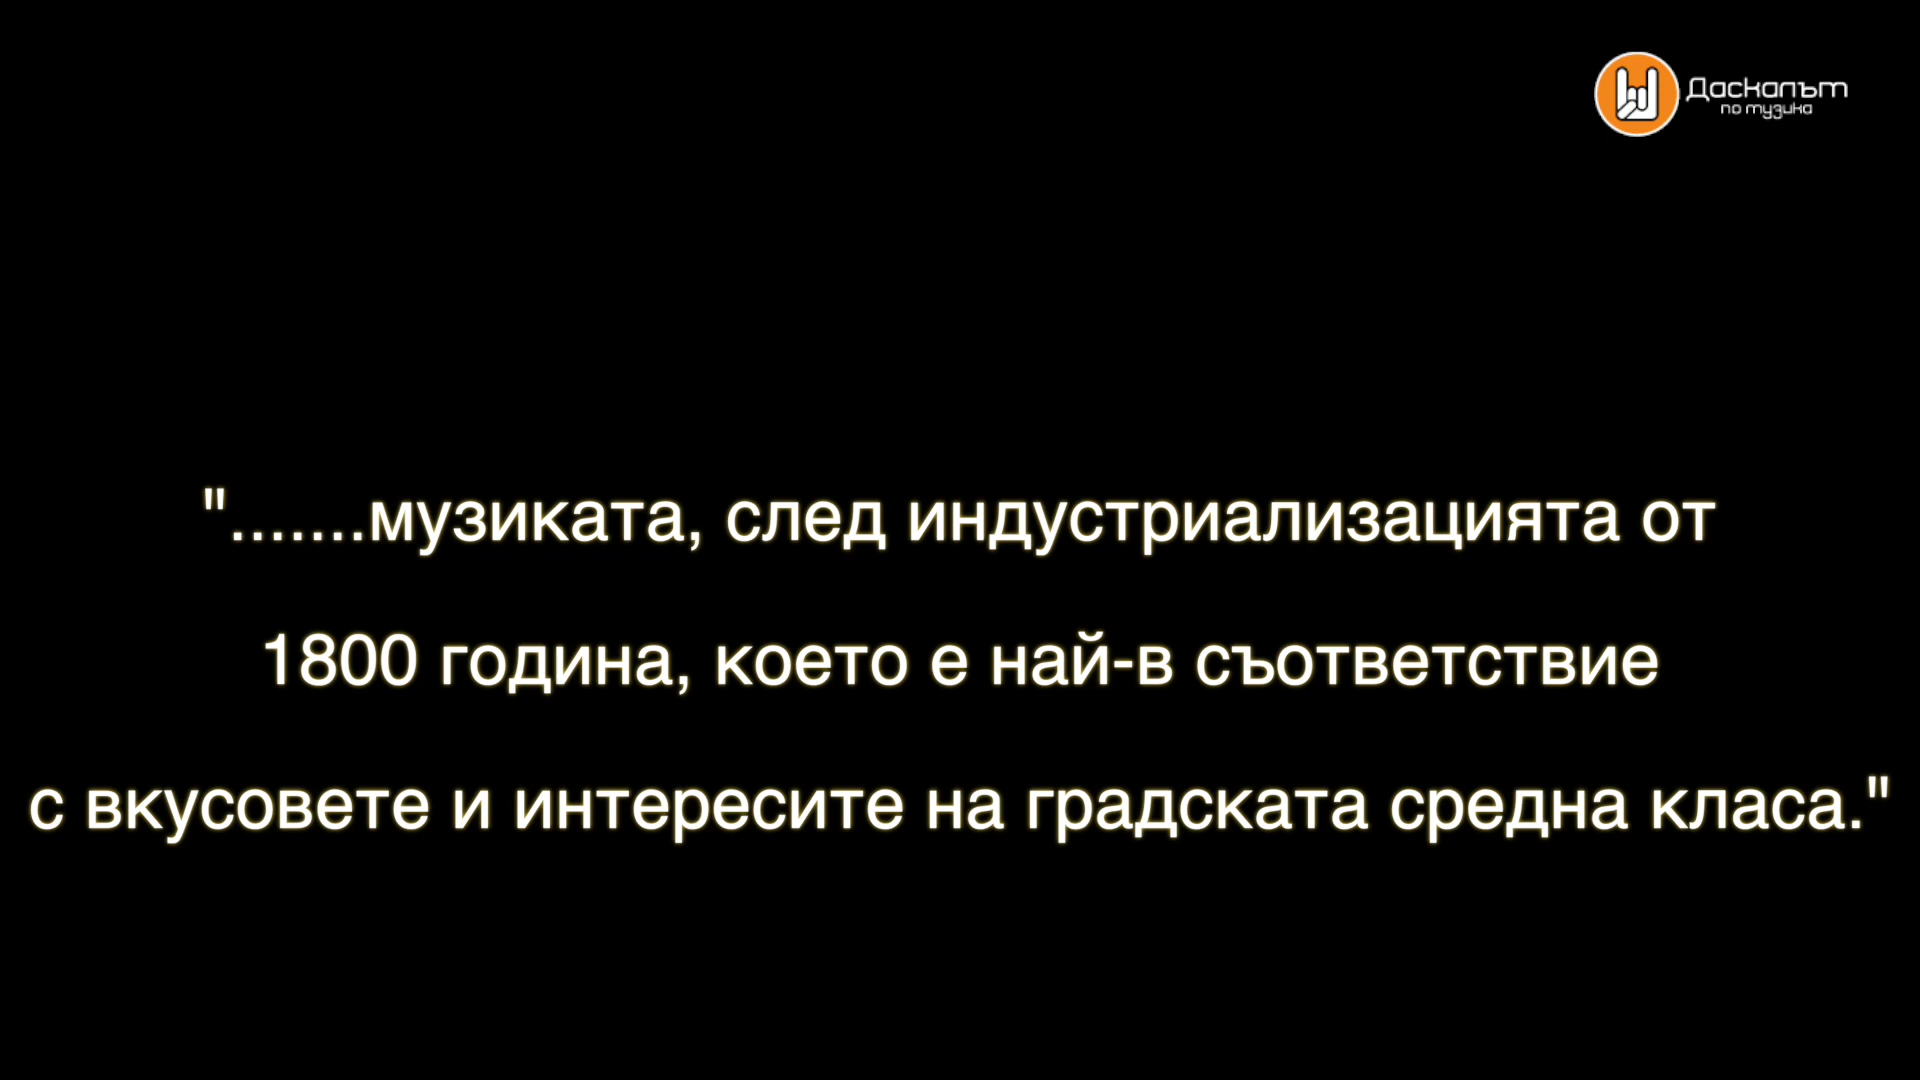 Даскалът
по музика
".......музиката, след индустриализацията от
1800 година, което е най-в съответствие
с вкусовете и интересите на градската средна класа."